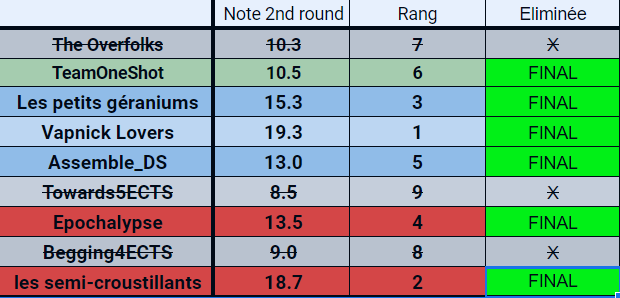 Note 2nd round Rang Eliminée
The Overfolks 10.3 7 X
TeamOneShot 10.5 6 FINAL
Les petits géraniums 15.3 3 FINAL
Vapnick Lovers 19.3 1 FINAL
Assemble_DS 13.0 5 FINAL
Towards5ECTS 8.5 9 X
Epochalypse 13.5 4 FINAL
Begging4ECTS 9.0 8 X
les semi-croustillants 18.7 2 FINAL